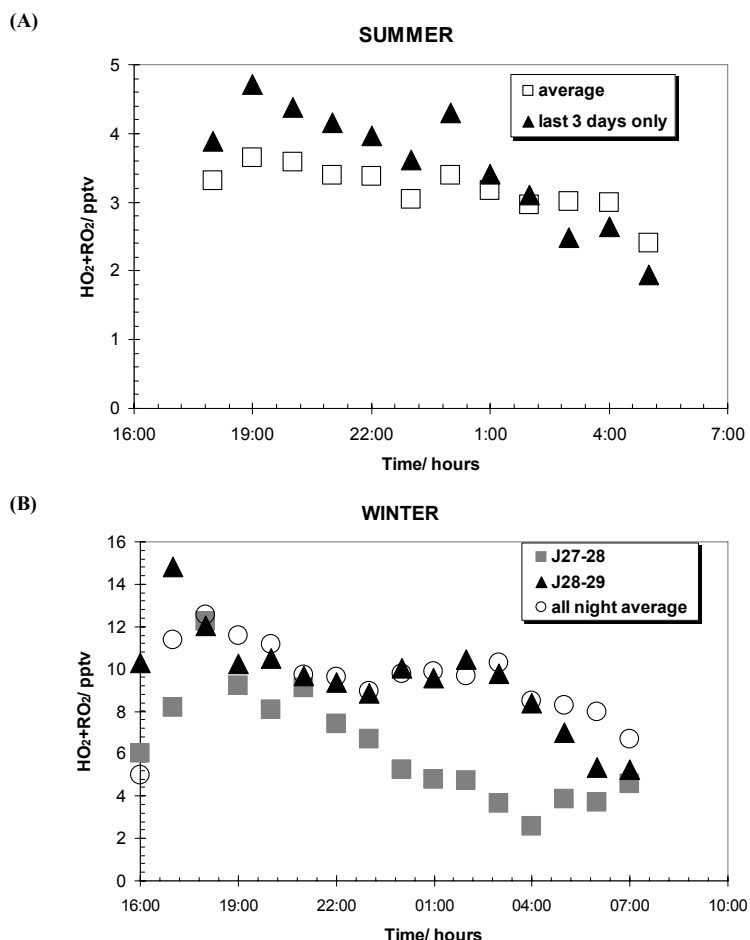 (A)
SUMMER
5
4
3
2
1
0
HO₂+RO₂/ pptv
average
last 3 days only
16:00 19:00 22:00 1:00 4:00 7:00
Time/ hours
(B)
WINTER
16
14
12
10
8
6
4
2
0
HO₂+RO₂/ pptv
J27-28
J28-29
all night average
16:00 19:00 22:00 01:00 04:00 07:00 10:00
Time/ hours